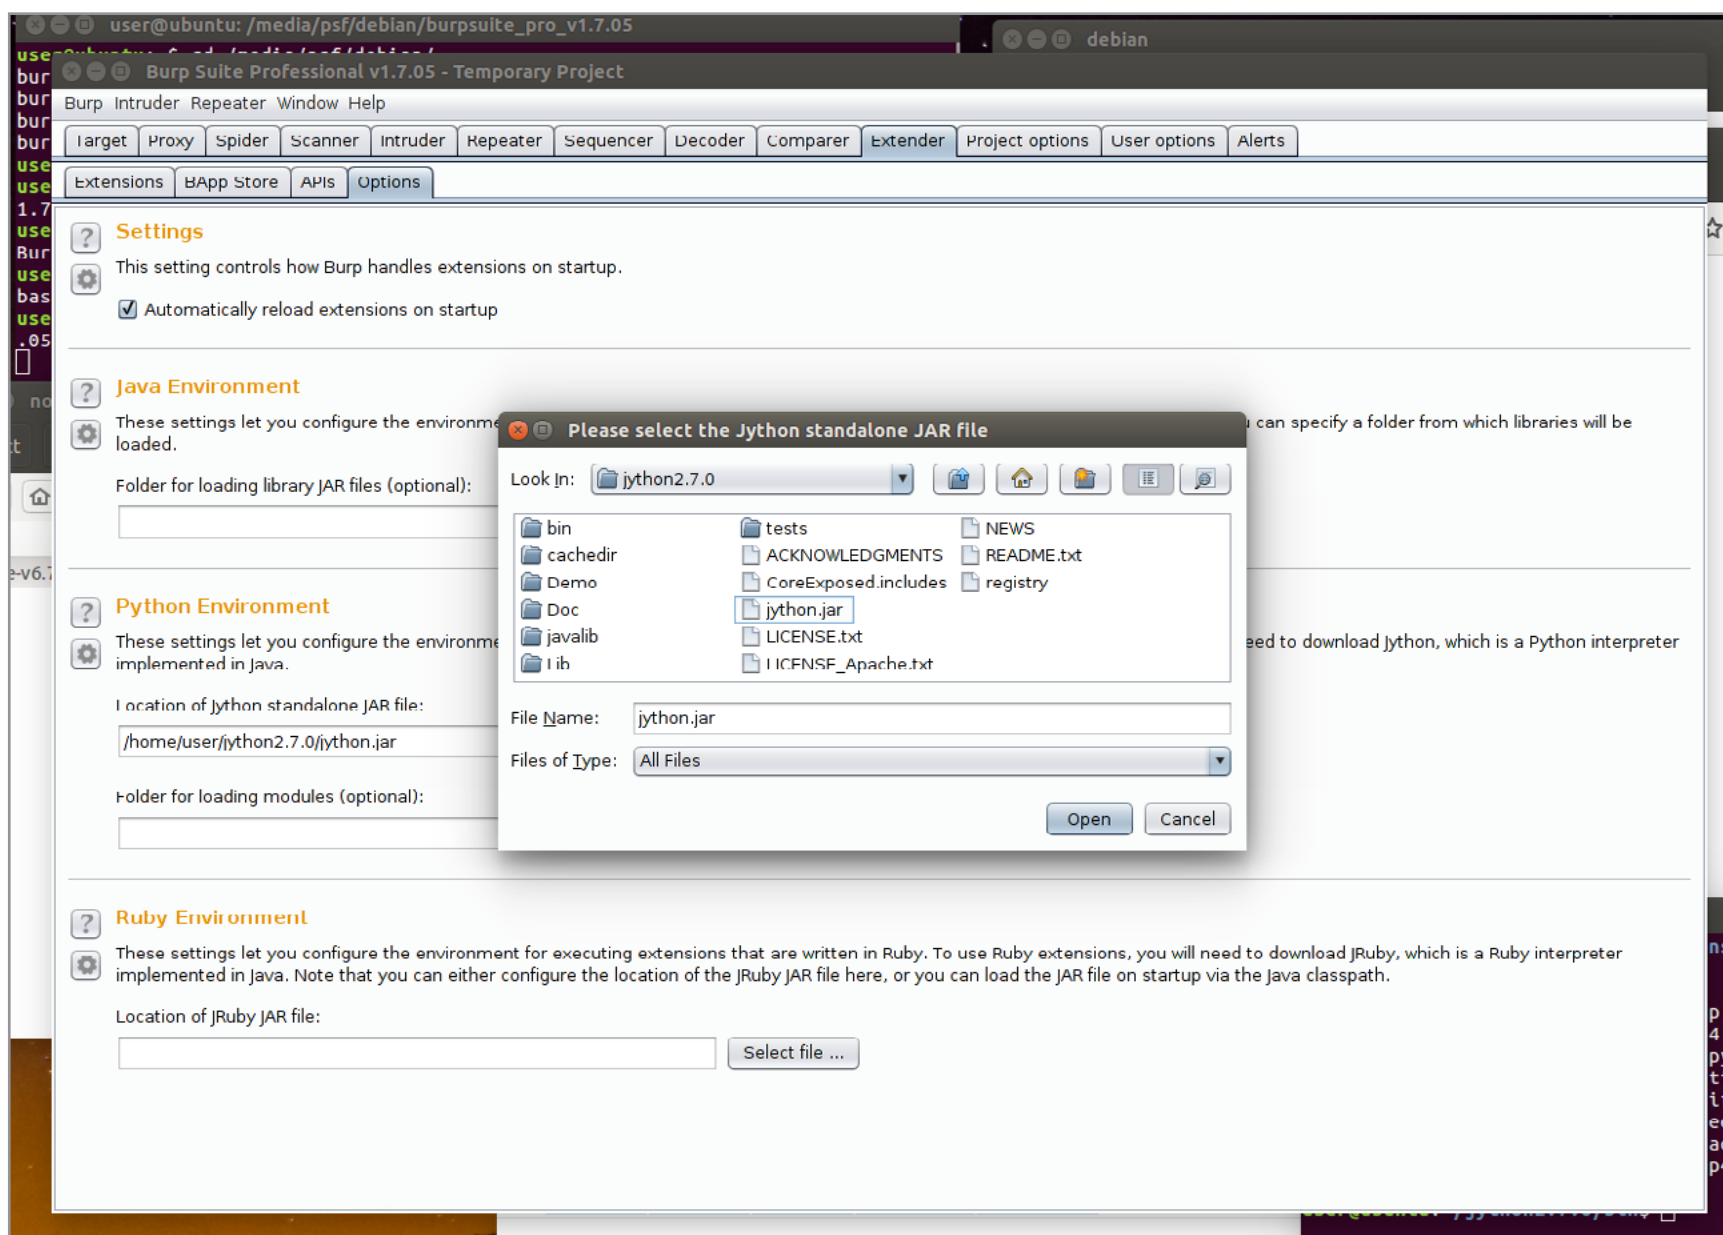 user@ubuntu: /media/psf/debian/burpsuite_pro_v1.7.05
debian
Burp Suite Professional v1.7.05 - Temporary Project
Burp Intruder Repeater Window Help
Target Proxy Spider Scanner Intruder Repeater Sequencer Decoder Comparer Extender Project options User options Alerts
Extensions BApp Store APIs Options
Settings
This setting controls how Burp handles extensions on startup.
Automatically reload extensions on startup
Java Environment
These settings let you configure the environme
can specify a folder from which libraries will be
loaded.
Folder for loading library JAR files (optional):
Python Environment
These settings let you configure the environme
eed to download Jython, which is a Python interpreter
implemented in Java.
Location of Jython standalone JAR file:
/home/user/jython2.7.0/jython.jar
Folder for loading modules (optional):
Please select the Jython standalone JAR file
Look In: jython2.7.0
bin
cachedir
Demo
Doc
javalib
Lib
tests
ACKNOWLEDGMENTS
CoreExposed.includes
jython.jar
LICENSE.txt
LICENSE_Apache.txt
NEWS
README.txt
registry
File Name: jython.jar
Files of Type: All Files
Open Cancel
Ruby Environment
These settings let you configure the environment for executing extensions that are written in Ruby. To use Ruby extensions, you will need to download JRuby, which is a Ruby interpreter
implemented in Java. Note that you can either configure the location of the JRuby JAR file here, or you can load the JAR file on startup via the Java classpath.
Location of JRuby JAR file:
Select file ...